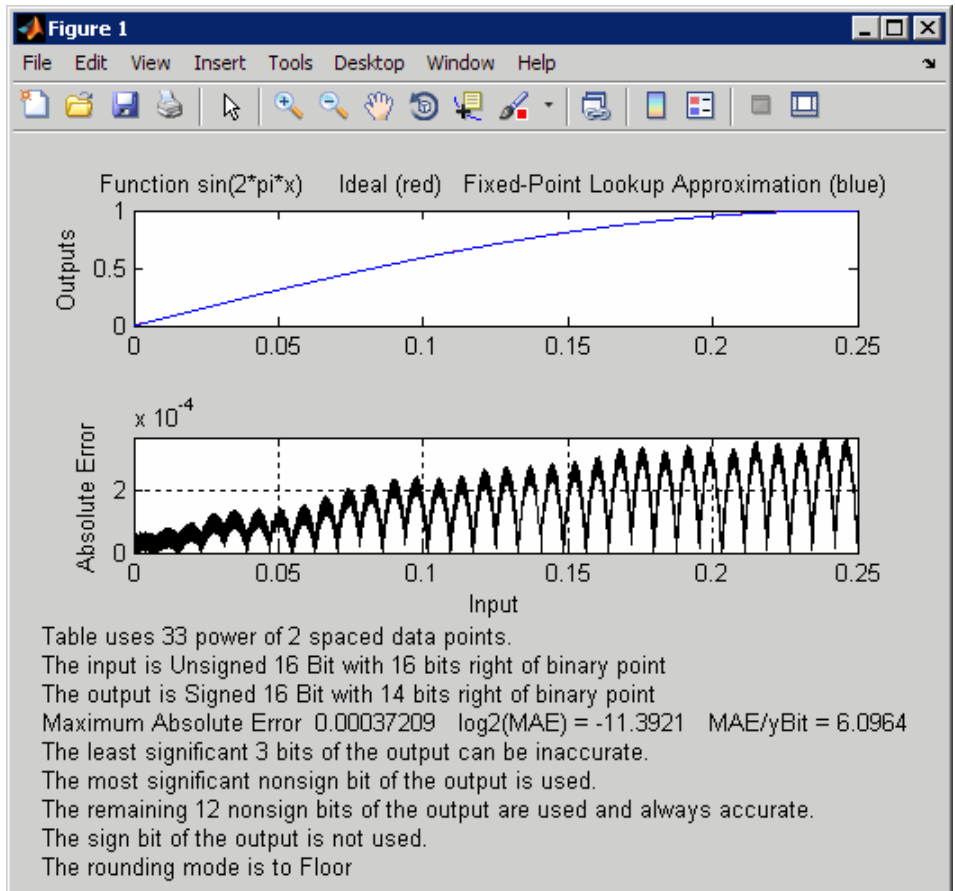 Figure 1
File Edit View Insert Tools Desktop Window Help
Function sin(2*pi*x) Ideal (red) Fixed-Point Lookup Approximation (blue)
1
0.5
0
Outputs
0 0.05 0.1 0.15 0.2 0.25
x 10^-4
2
0
Absolute Error
0 0.05 0.1 0.15 0.2 0.25
Input
Table uses 33 power of 2 spaced data points.
The input is Unsigned 16 Bit with 16 bits right of binary point
The output is Signed 16 Bit with 14 bits right of binary point
Maximum Absolute Error 0.00037209 log2(MAE) = -11.3921 MAE/yBit = 6.0964
The least significant 3 bits of the output can be inaccurate.
The most significant nonsign bit of the output is used.
The remaining 12 nonsign bits of the output are used and always accurate.
The sign bit of the output is not used.
The rounding mode is to Floor